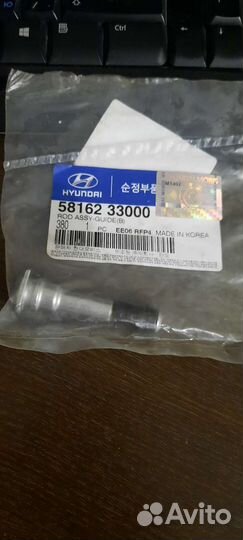 HYUNDAI
순정부품
58162 33000
ROD ASSY-GUIDE(B)
380 1 PC EE06 RFP4 MADE IN KOREA
Avito